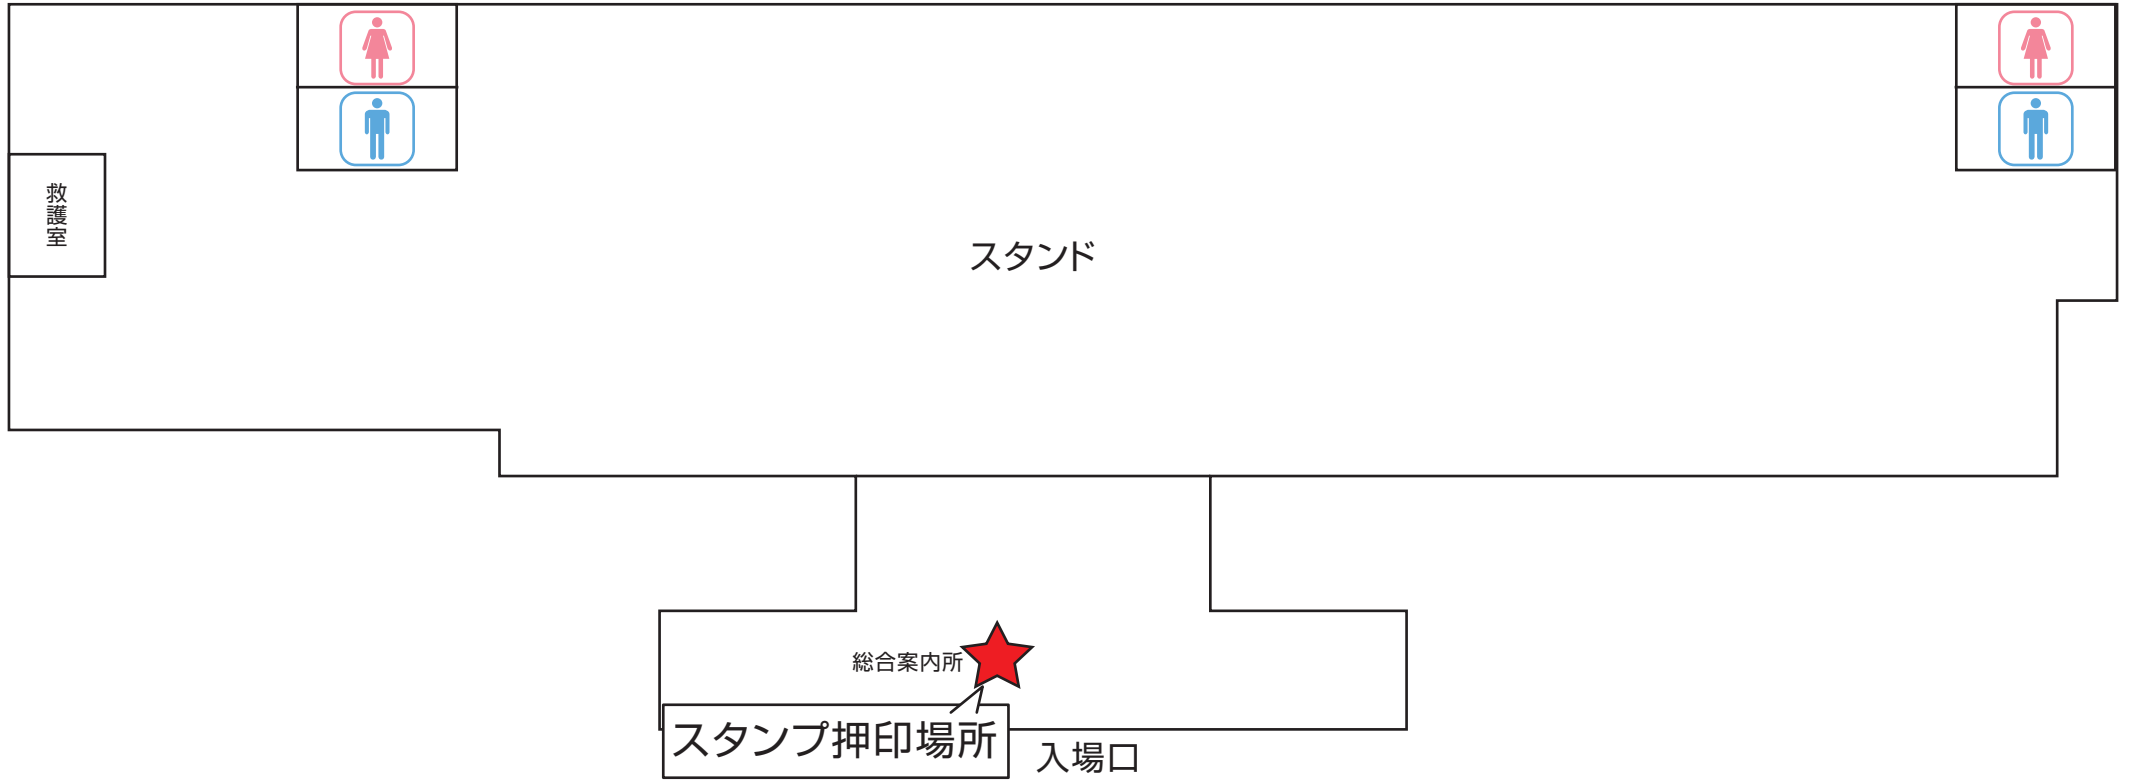 救護室
スタンド
総合案内所
スタンプ押印場所
入場口